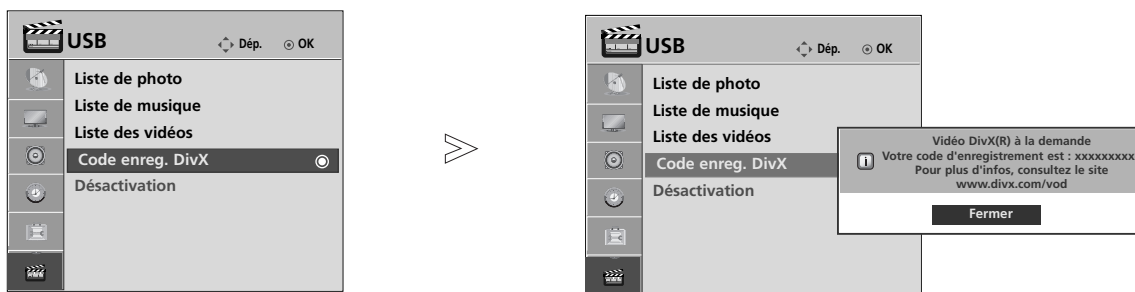 USB Dép. OK
Liste de photo
Liste de musique
Liste des vidéos
Code enreg. DivX
Désactivation
USB Dép. OK
Liste de photo
Liste de musique
Liste des vidéos
Code enreg. DivX
Désactivation
Vidéo DivX(R) à la demande
Votre code d'enregistrement est : xxxxxxxxx
Pour plus d'infos, consultez le site
www.divx.com/vod
Fermer